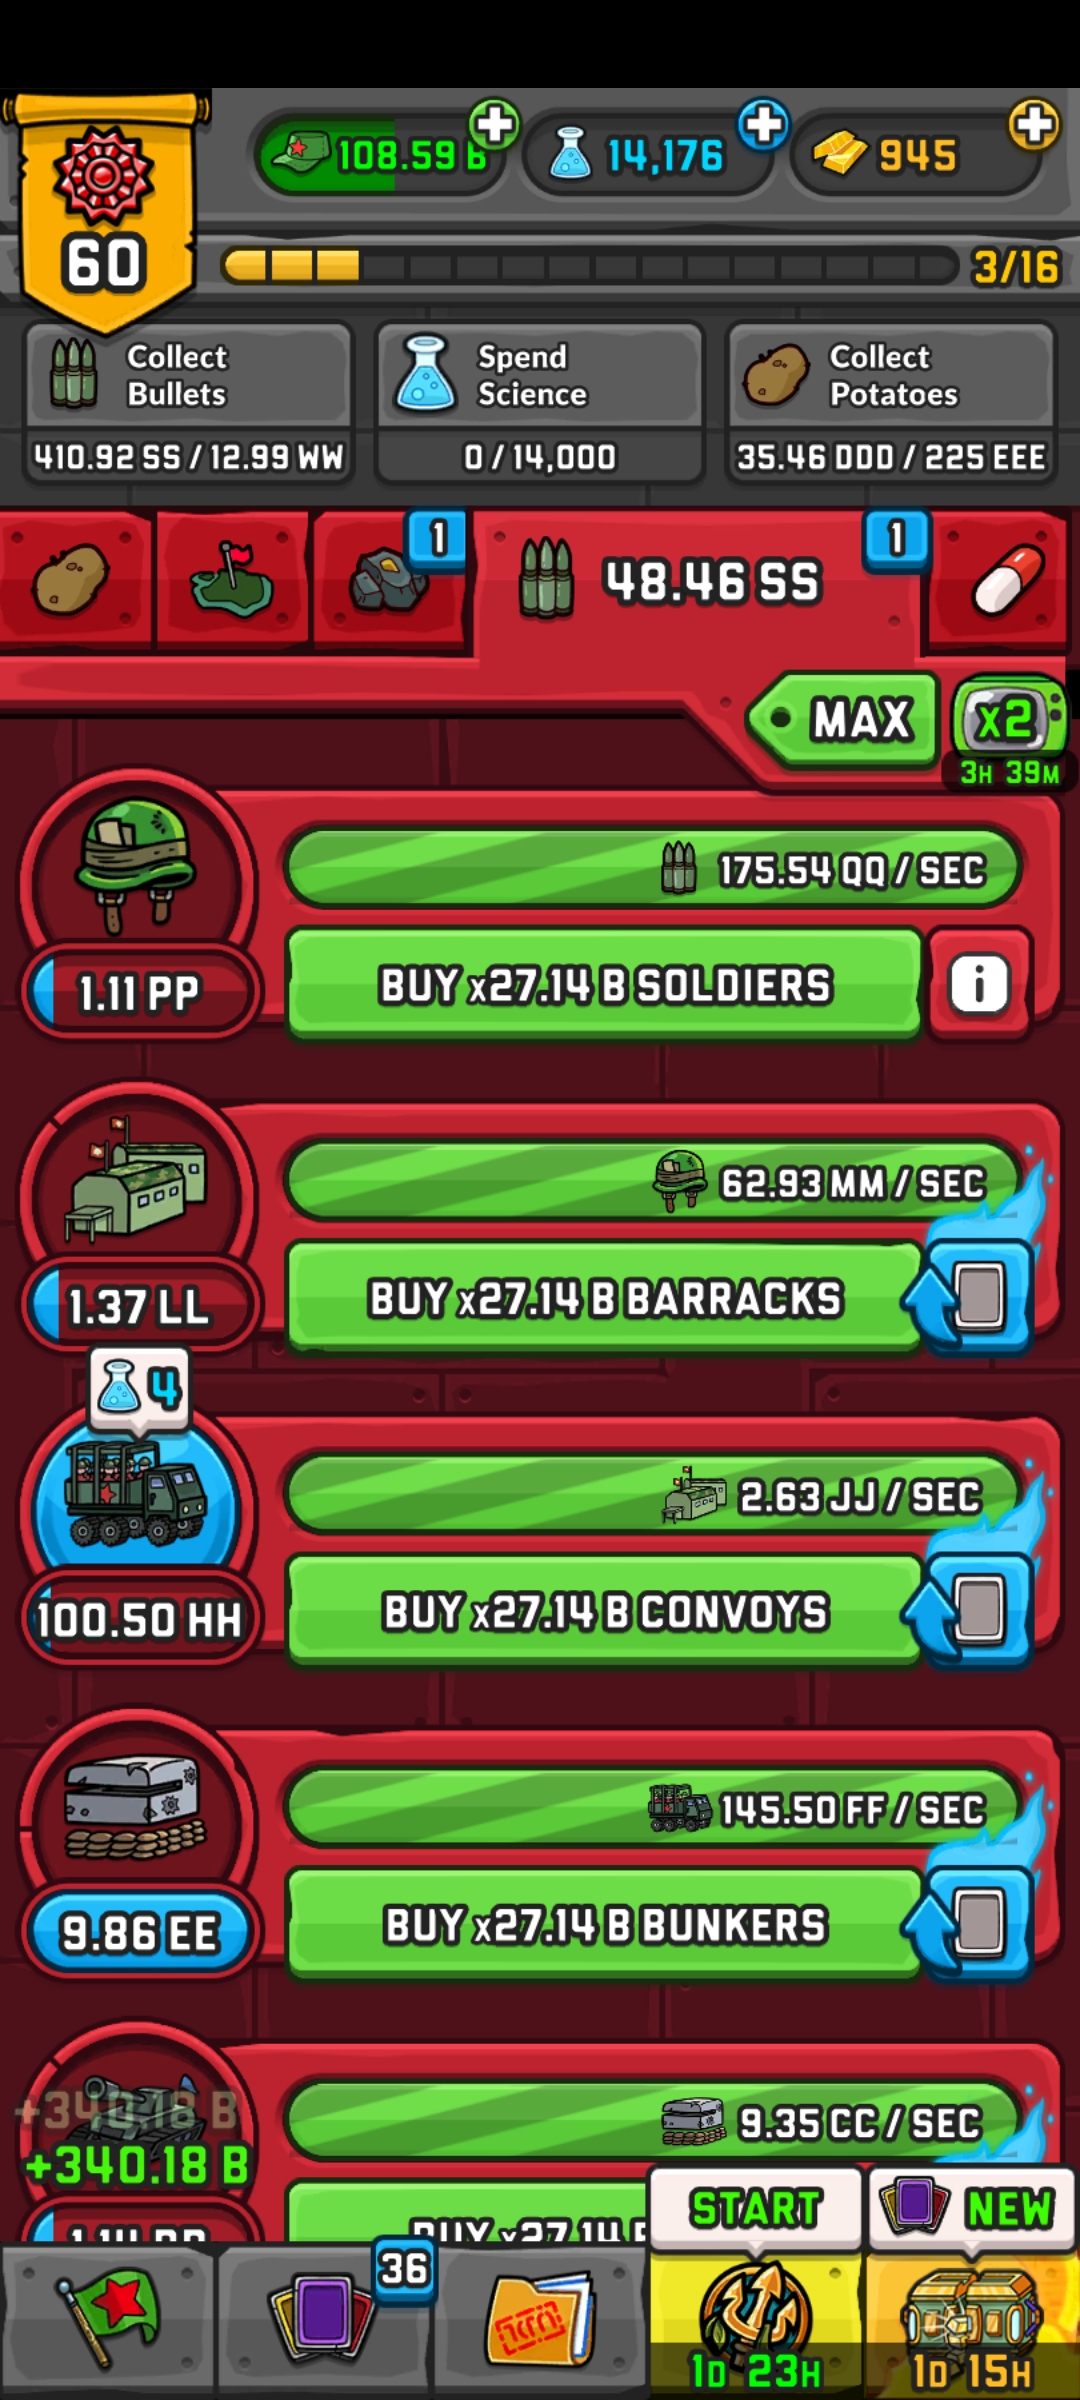 60
108.59 B
14,176
945
3/16
Collect
Bullets
410.92 SS / 12.99 WW
Spend
Science
0 / 14,000
Collect
Potatoes
35.46 DDD / 225 EEE
1
48.46 SS
1
MAX
x2
3H 39M
175.54 QQ / SEC
1.11 PP
BUY x27.14 B SOLDIERS
i
62.93 MM / SEC
1.37 LL
BUY x27.14 B BARRACKS
4
2.63 JJ / SEC
100.50 HH
BUY x27.14 B CONVOYS
145.50 FF / SEC
9.86 EE
BUY x27.14 B BUNKERS
+340.18 B
+340.18 B
9.35 CC / SEC
BUY x27.14
START
NEW
36
1D 23H
1D 15H